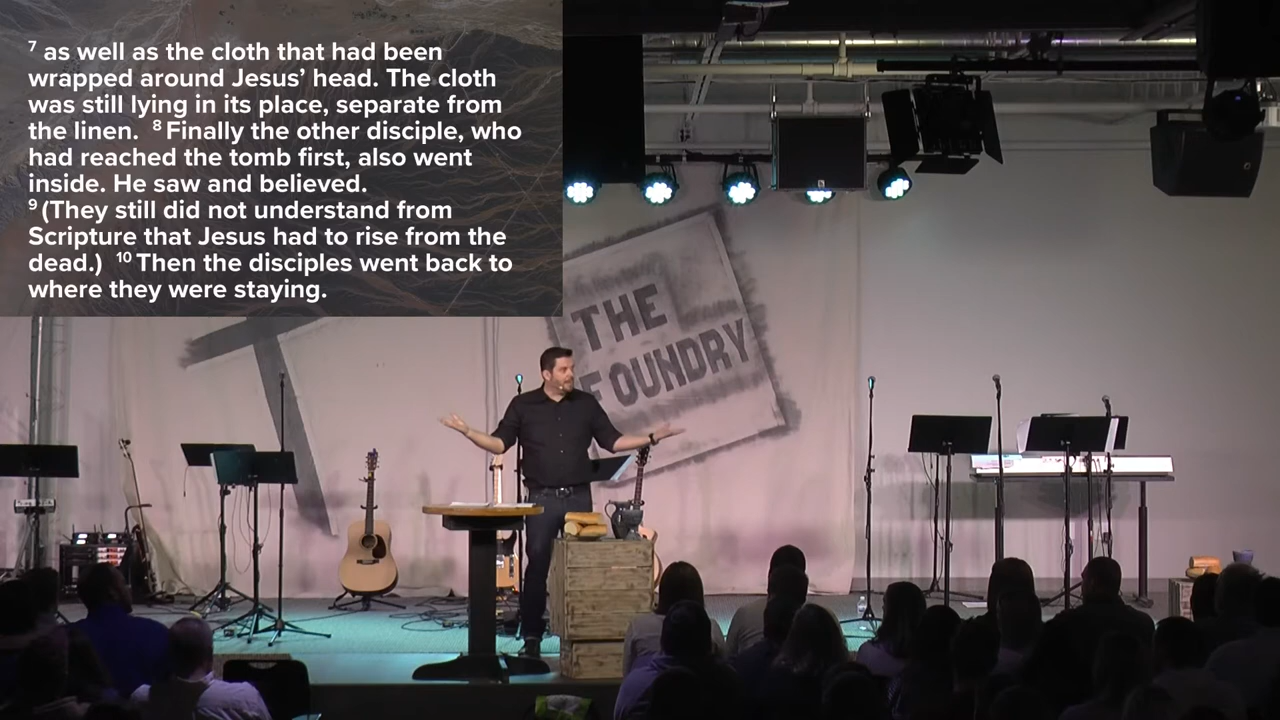 ⁷ as well as the cloth that had been
wrapped around Jesus’ head. The cloth
was still lying in its place, separate from
the linen. ⁸ Finally the other disciple, who
had reached the tomb first, also went
inside. He saw and believed.
⁹ (They still did not understand from
Scripture that Jesus had to rise from the
dead.) ¹⁰ Then the disciples went back to
where they were staying.
THE
FOUNDRY